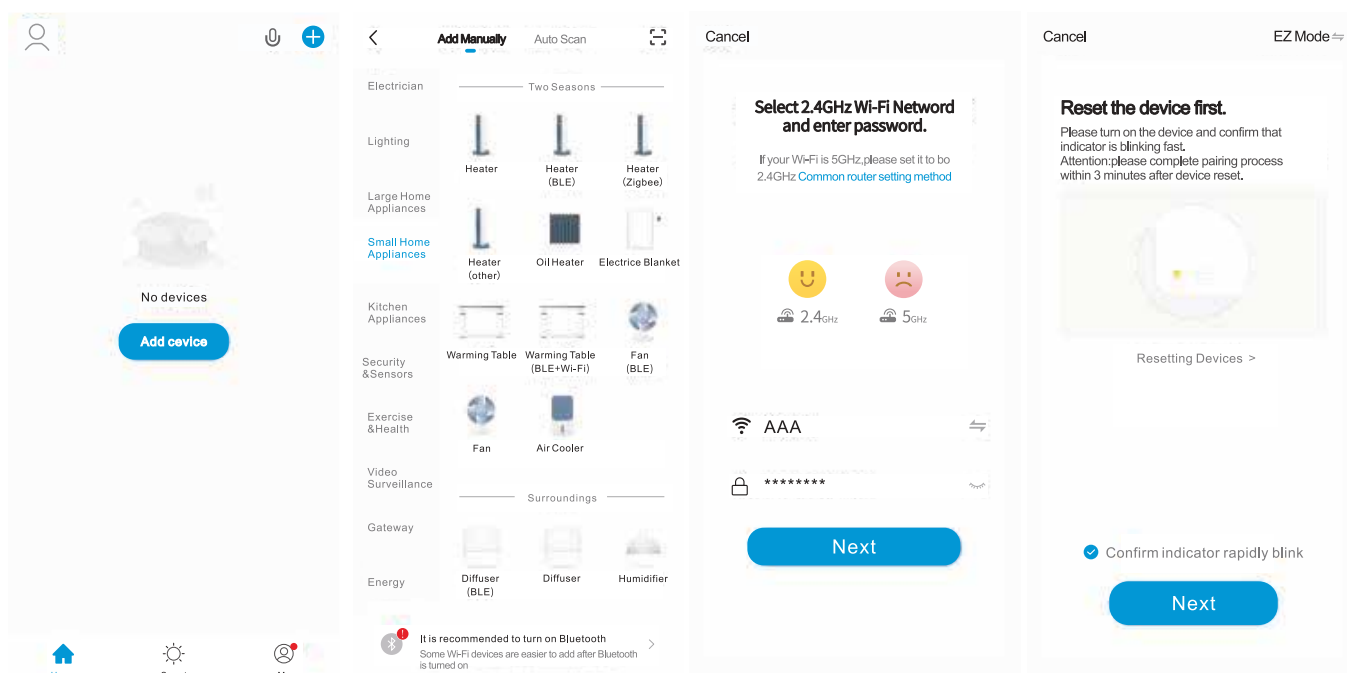 No devices
Add cevice
Add Manually
Auto Scan
Electrician
Lighting
Large Home
Appliances
Small Home
Appliances
Kitchen
Appliances
Security
&Sensors
Exercise
&Health
Video
Surveillance
Gateway
Energy
Two Seasons
Heater
Heater
(BLE)
Heater
(Zigbee)
Heater
(other)
Oil Heater
Electrice Blanket
Warming Table
Warming Table
(BLE+Wi-Fi)
Fan
(BLE)
Fan
Air Cooler
Surroundings
Diffuser
(BLE)
Diffuser
Humidifier
It is recommended to turn on Bluetooth
Some Wi-Fi devices are easier to add after Bluetooth
is turned on
Cancel
Select 2.4GHz Wi-Fi Netword
and enter password.
If your Wi-Fi is 5GHz,please set it to bo
2.4GHz Common router setting method
2.4GHz
5GHz
AAA
********
Next
Cancel
EZ Mode
Reset the device first.
Please turn on the device and confirm that
indicator is blinking fast.
Attention:please complete pairing process
within 3 minutes after device reset.
Resetting Devices >
Confirm indicator rapidly blink
Next